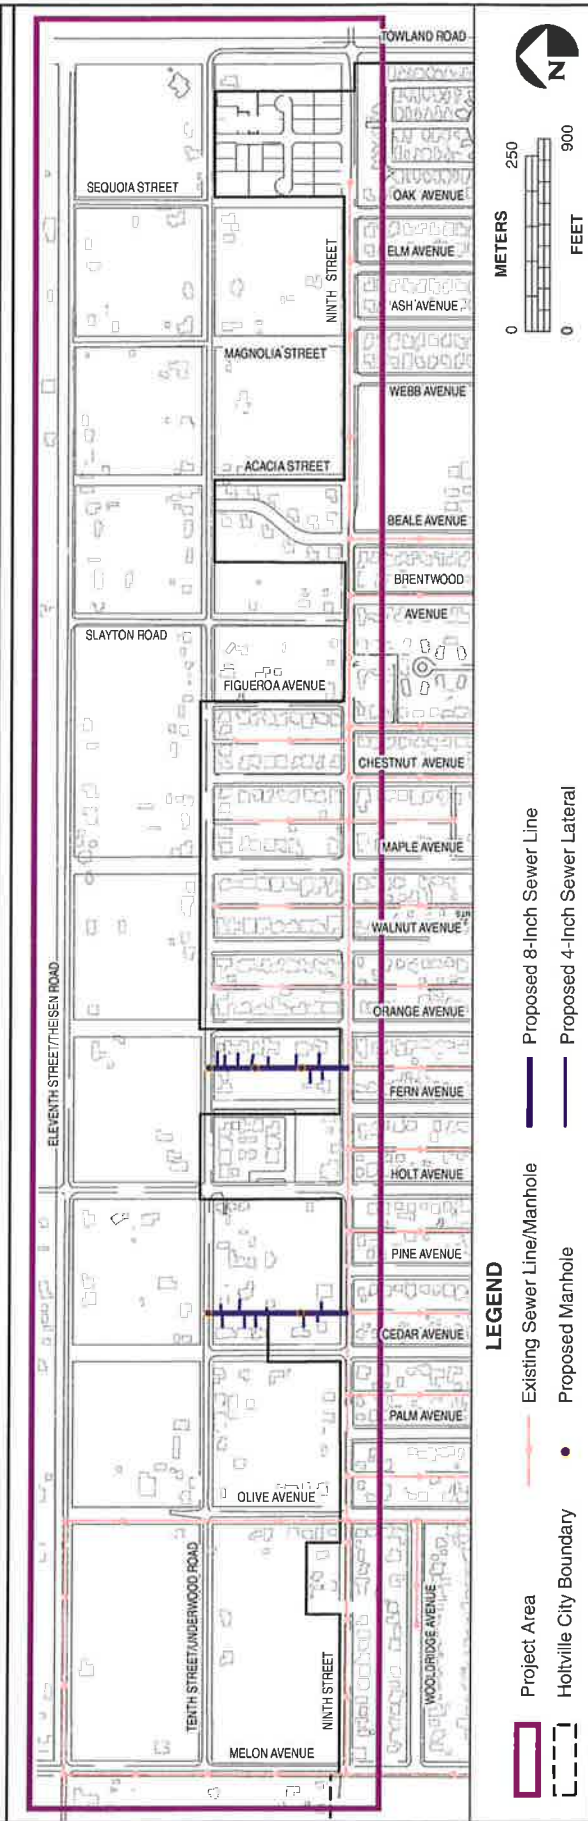 TOWLAND ROAD
SEQUOIA STREET
OAK AVENUE
ELM AVENUE
NINTH STREET
ASH AVENUE
MAGNOLIA STREET
WEBB AVENUE
ACACIA STREET
BEALE AVENUE
BRENTWOOD
AVENUE
SLAYTON ROAD
FIGUEROA AVENUE
CHESTNUT AVENUE
MAPLE AVENUE
WALNUT AVENUE
ORANGE AVENUE
ELEVENTH STREET/THEISEN ROAD
FERN AVENUE
HOLT AVENUE
PINE AVENUE
CEDAR AVENUE
PALM AVENUE
OLIVE AVENUE
TENTH STREET/UNDERWOOD ROAD
NINTH STREET
WOOLDRIDGE AVENUE
MELON AVENUE
N
METERS
0 250
0 900
FEET
LEGEND
Project Area
Holtville City Boundary
Existing Sewer Line/Manhole
Proposed Manhole
Proposed 8-Inch Sewer Line
Proposed 4-Inch Sewer Lateral